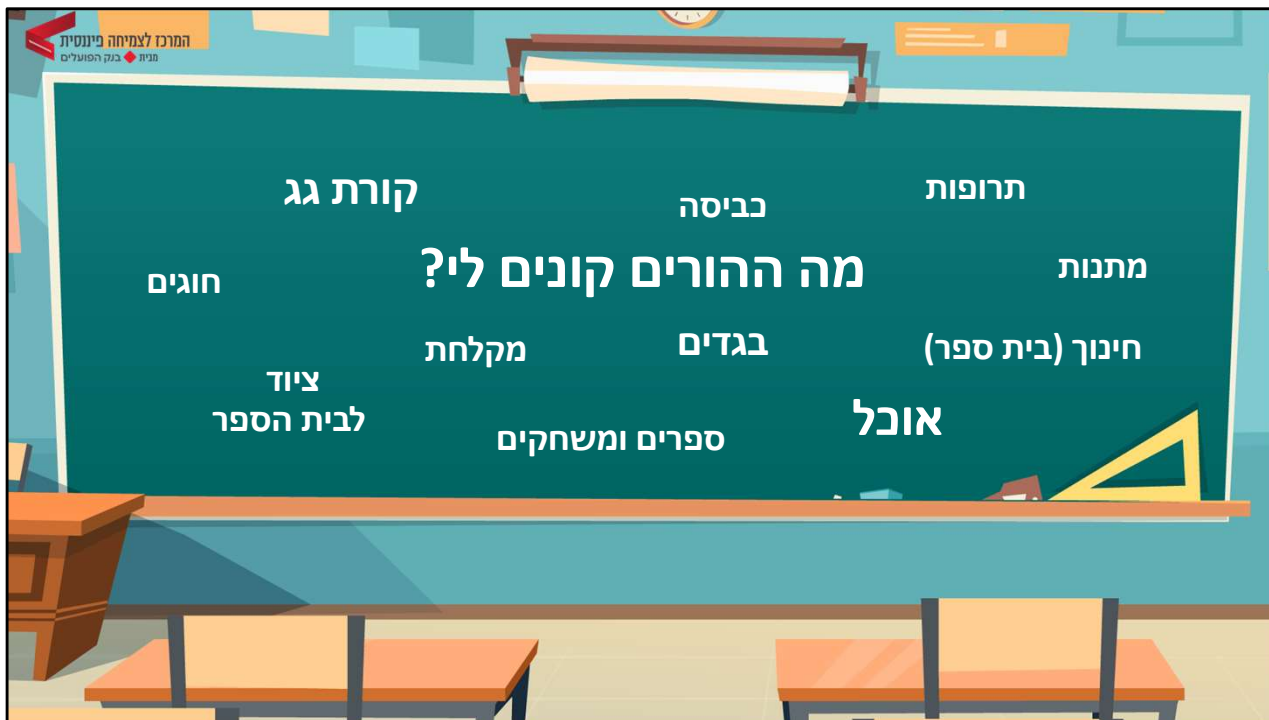 המרכז לצמיחה פיננסית
מבית בנק הפועלים
תרופות
כביסה
קורת גג
מתנות
מה ההורים קונים לי?
חוגים
חינוך (בית ספר)
בגדים
מקלחת
ציוד
לבית הספר
אוכל
ספרים ומשחקים